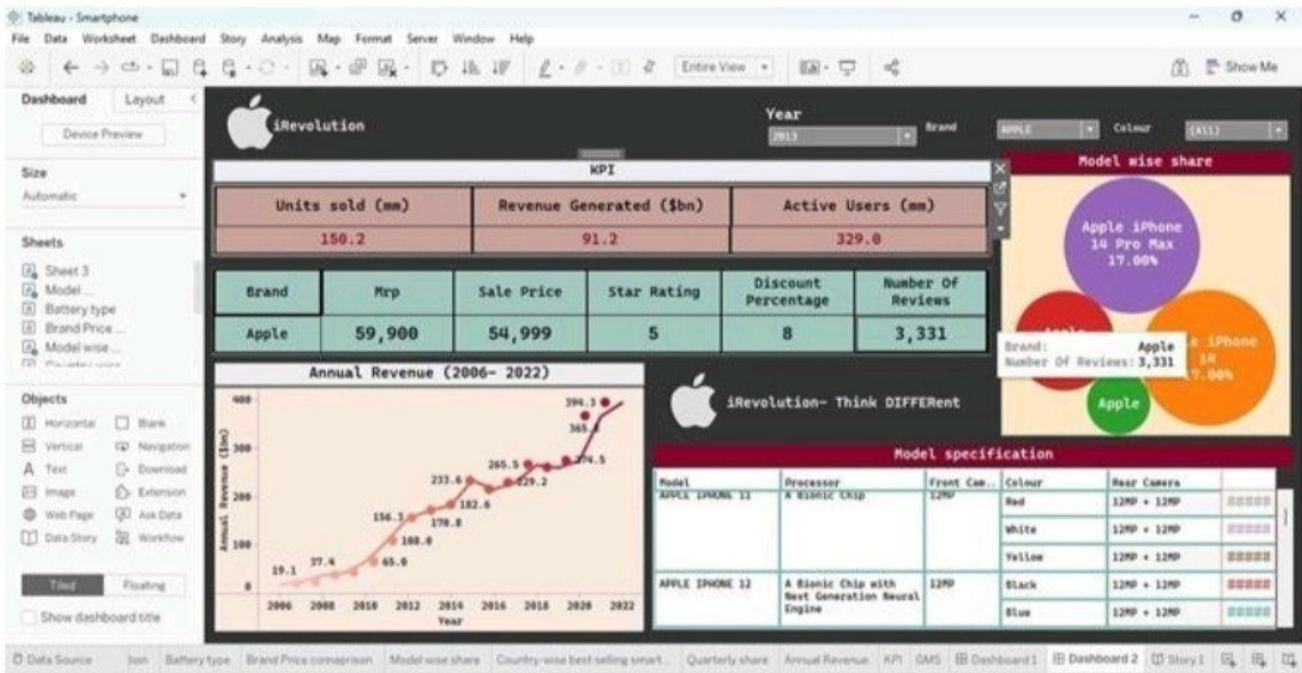 Tableau - Smartphone
File Data Worksheet Dashboard Story Analysis Map Format Server Window Help
Entire View
Show Me
Dashboard Layout
Device Preview
Size
Automatic
Sheets
Sheet 3
Model ...
Battery type
Brand Price ...
Model wise ...
Objects
Horizontal Blank
Vertical Navigation
Text Download
Image Extension
Web Page Ask Data
Data Story Workflow
Tiled Floating
Show dashboard title
iRevolution
Year
2013
Brand
APPLE
Colour
(All)
KPI
Units sold (mm) Revenue Generated ($bn) Active Users (mm)
150.2 91.2 329.0
Brand Mrp Sale Price Star Rating Discount Percentage Number Of Reviews
Apple 59,900 54,999 5 8 3,331
Model wise share
Apple iPhone
14 Pro Max
17.00%
iPhone
14
17.00%
Apple
Brand: Apple
Number Of Reviews: 3,331
Annual Revenue (2006- 2022)
Annual Revenue ($bn)
400
300
200
100
0
19.1 37.4 65.0 108.0 156.3 170.8 182.6 233.6 229.2 265.5 274.5 365.8 394.3
2006 2008 2010 2012 2014 2016 2018 2020 2022
Year
iRevolution- Think DIFFERent
Model specification
Model Processor Front Cam.. Colour Rear Camera
APPLE IPHONE 11 A Bionic Chip 12MP
Red 12MP + 12MP #####
White 12MP + 12MP #####
Yellow 12MP + 12MP #####
APPLE IPHONE 12 A Bionic Chip with 12MP Black 12MP + 12MP #####
Next Generation Neural
Engine
Blue 12MP + 12MP #####
Data Source Battery type Brand Price comaprison Model wise share Country-wise best selling smart... Quarterly share Annual Revenue KPI GMS Dashboard 1 Dashboard 2 Story 1